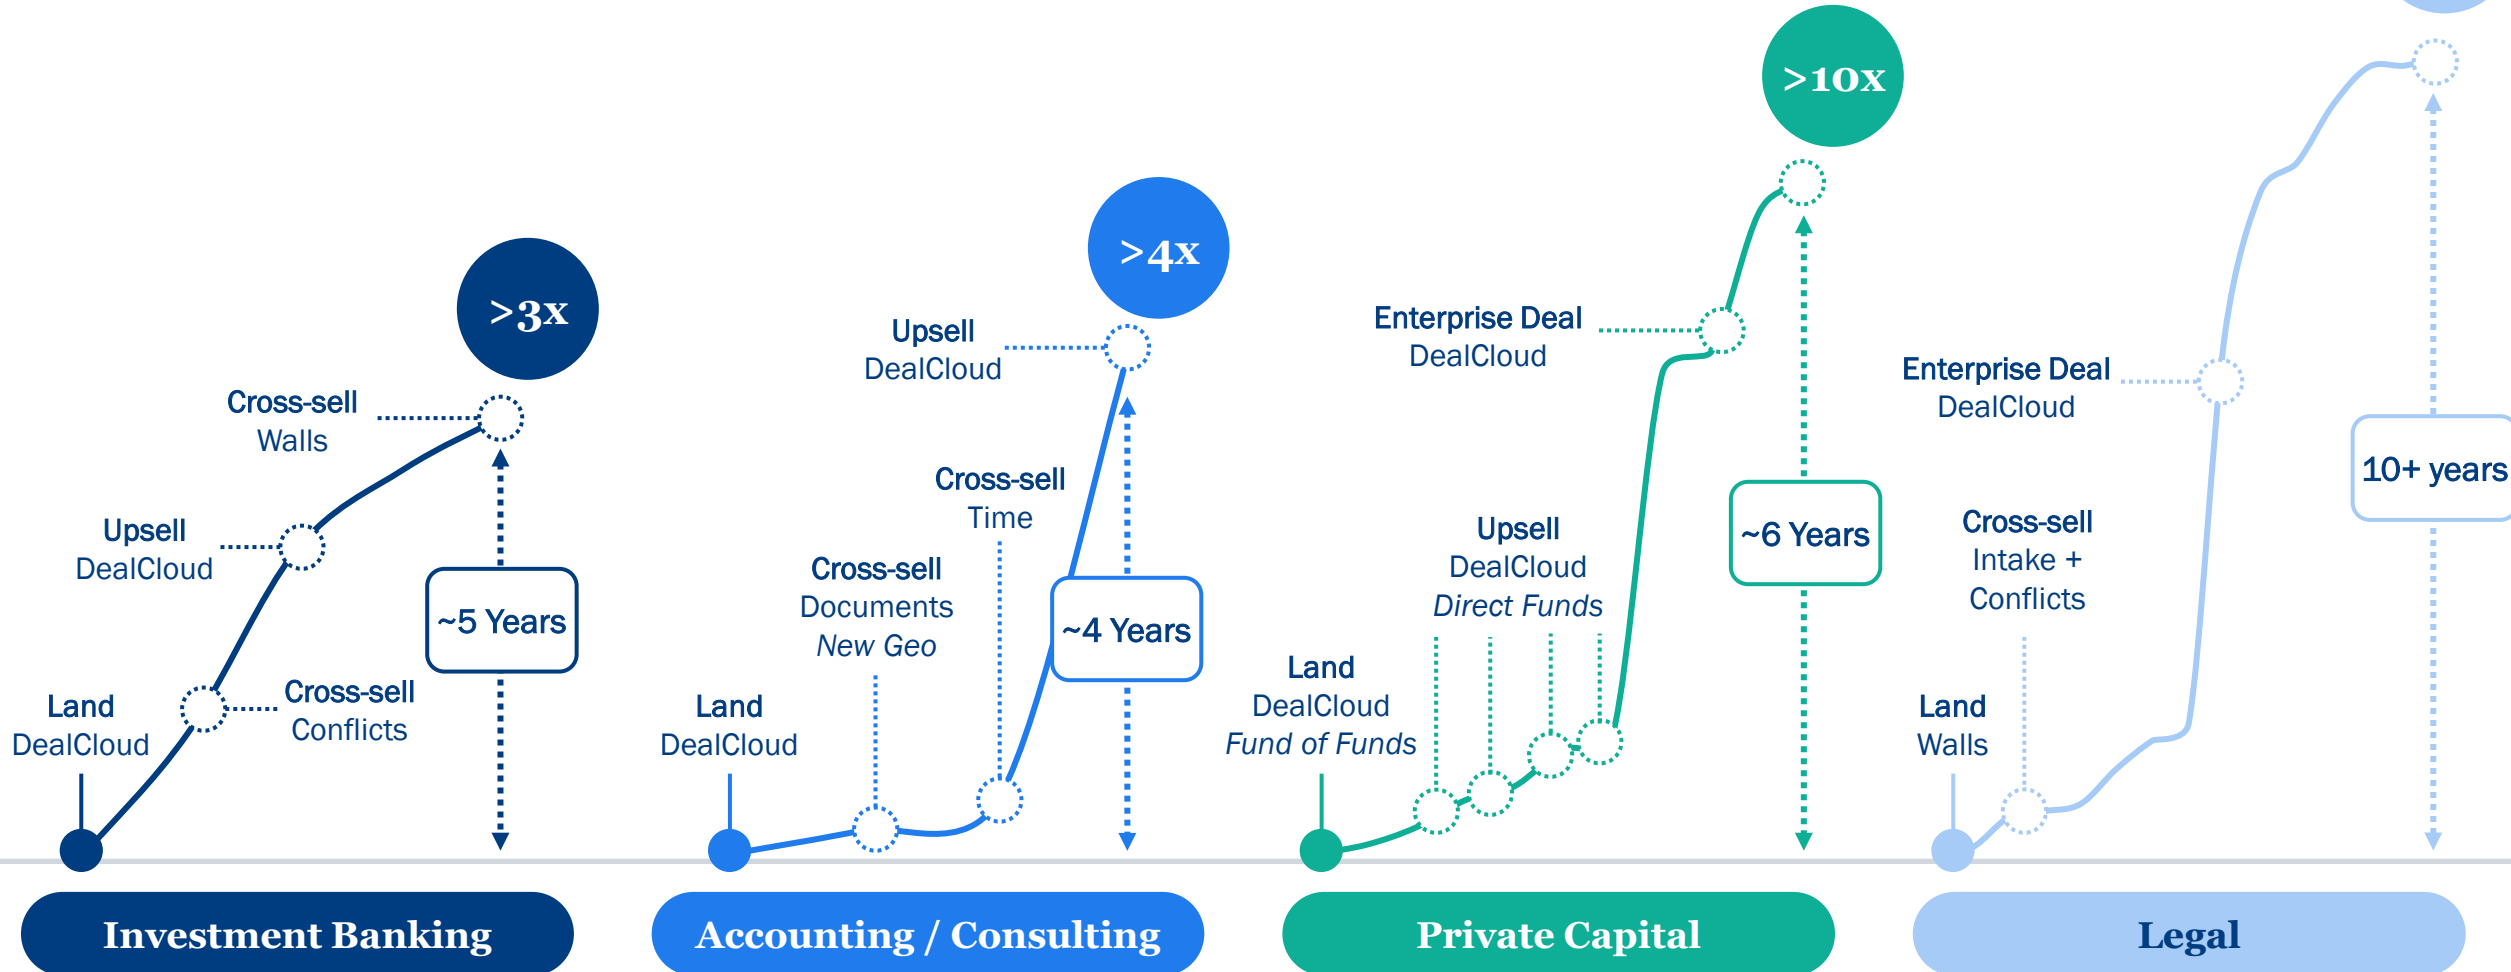 >3x
Cross-sell
Walls
Upsell
DealCloud
~5 Years
Cross-sell
Conflicts
Land
DealCloud
Investment Banking
>4x
Upsell
DealCloud
Cross-sell
Time
Cross-sell
Documents
New Geo
~4 Years
Land
DealCloud
Accounting / Consulting
>10x
Enterprise Deal
DealCloud
~6 Years
Upsell
DealCloud
Direct Funds
Land
DealCloud
Fund of Funds
Private Capital
Enterprise Deal
DealCloud
10+ years
Cross-sell
Intake +
Conflicts
Land
Walls
Legal